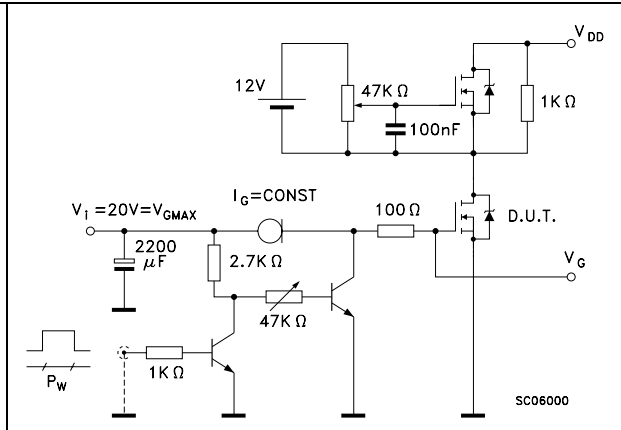 V DD
12V
47K Ω
1K Ω
100nF
I G =CONST
V i =20V=V GMAX
100 Ω
D.U.T.
2200
μF
2.7K Ω
V G
47K Ω
1K Ω
P W
SC06000